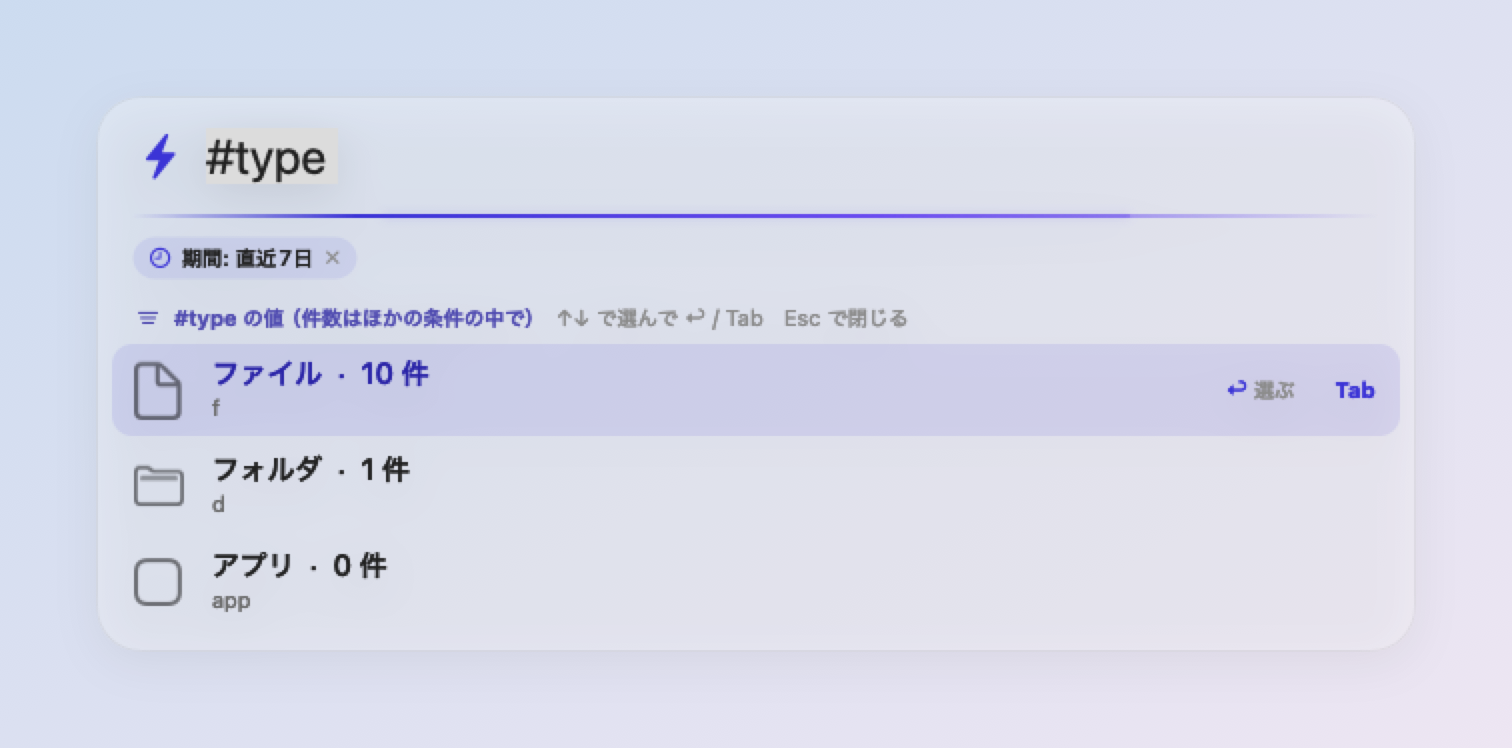 #type
期間: 直近7日 ×
#type の値（件数はほかの条件の中で） ↑↓ で選んで ↩ / Tab Esc で閉じる
ファイル · 10 件
f
↩ 選ぶ Tab
フォルダ · 1 件
d
アプリ · 0 件
app